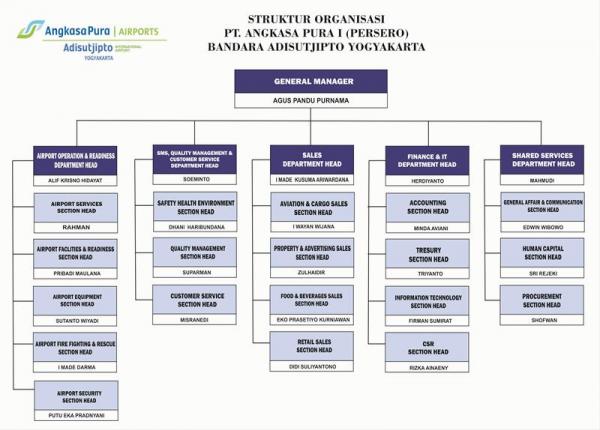 AngkasaPura | AIRPORTS
Adisutjipto INTERNATIONAL AIRPORT
YOGYAKARTA
STRUKTUR ORGANISASI
PT. ANGKASA PURA I (PERSERO)
BANDARA ADISUTJIPTO YOGYAKARTA
GENERAL MANAGER
AGUS PANDU PURNAMA
AIRPORT OPERATION & READINESS
DEPARTMENT HEAD
ALIF KRISNO HIDAYAT
AIRPORT SERVICES
SECTION HEAD
RAHMAN
AIRPORT FACILTIES & READINESS
SECTION HEAD
PRIBADI MAULANA
AIRPORT EQUIPMENT
SECTION HEAD
SUTANTO WIYADI
AIRPORT FIRE FIGHTING & RESCUE
SECTION HEAD
I MADE DARMA
AIRPORT SECURITY
SECTION HEAD
PUTU EKA PRADNYANI
SMS, QUALITY MANAGEMENT &
CUSTOMER SERVICE
DEPARTMENT HEAD
SOEMINTO
SAFETY HEALTH ENVIRONMENT
SECTION HEAD
DHANI HARIBUNDANA
QUALITY MANAGEMENT
SECTION HEAD
SUPARMAN
CUSTOMER SERVICE
SECTION HEAD
MISRANEDI
SALES
DEPARTMENT HEAD
I MADE KUSUMA ARIWARDANA
AVIATION & CARGO SALES
SECTION HEAD
I WAYAN WIJANA
PROPERTY & ADVERTISING SALES
SECTION HEAD
ZULHAIDIR
FOOD & BEVERAGES SALES
SECTION HEAD
EKO PRASETIYO KURNIAWAN
RETAIL SALES
SECTION HEAD
DIDI SULIYANTONO
FINANCE & IT
DEPARTMENT HEAD
HERDIYANTO
ACCOUNTING
SECTION HEAD
MINDA AVIANI
TRESURY
SECTION HEAD
TRIYANTO
INFORMATION TECHNOLOGY
SECTION HEAD
FIRMAN SUMIRAT
CSR
SECTION HEAD
RIZKA AINAENY
SHARED SERVICES
DEPARTMENT HEAD
MAHMUDI
GENERAL AFFAIR & COMMUNICATION
SECTION HEAD
EDWIN WIBOWO
HUMAN CAPITAL
SECTION HEAD
SRI REJEKI
PROCUREMENT
SECTION HEAD
SHOFWAN